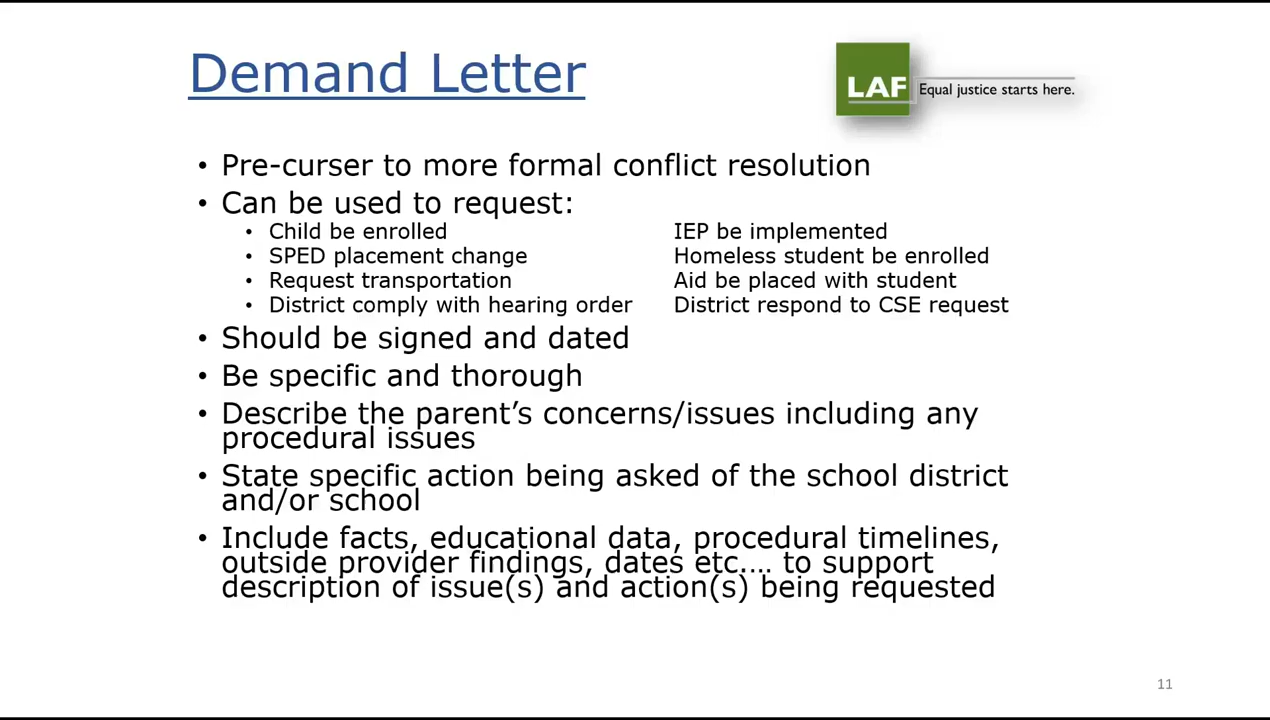 Demand Letter
LAF Equal justice starts here.
• Pre-curser to more formal conflict resolution
• Can be used to request:
• Child be enrolled IEP be implemented
• SPED placement change Homeless student be enrolled
• Request transportation Aid be placed with student
• District comply with hearing order District respond to CSE request
• Should be signed and dated
• Be specific and thorough
• Describe the parent’s concerns/issues including any
procedural issues
• State specific action being asked of the school district
and/or school
• Include facts, educational data, procedural timelines,
outside provider findings, dates etc.… to support
description of issue(s) and action(s) being requested
11